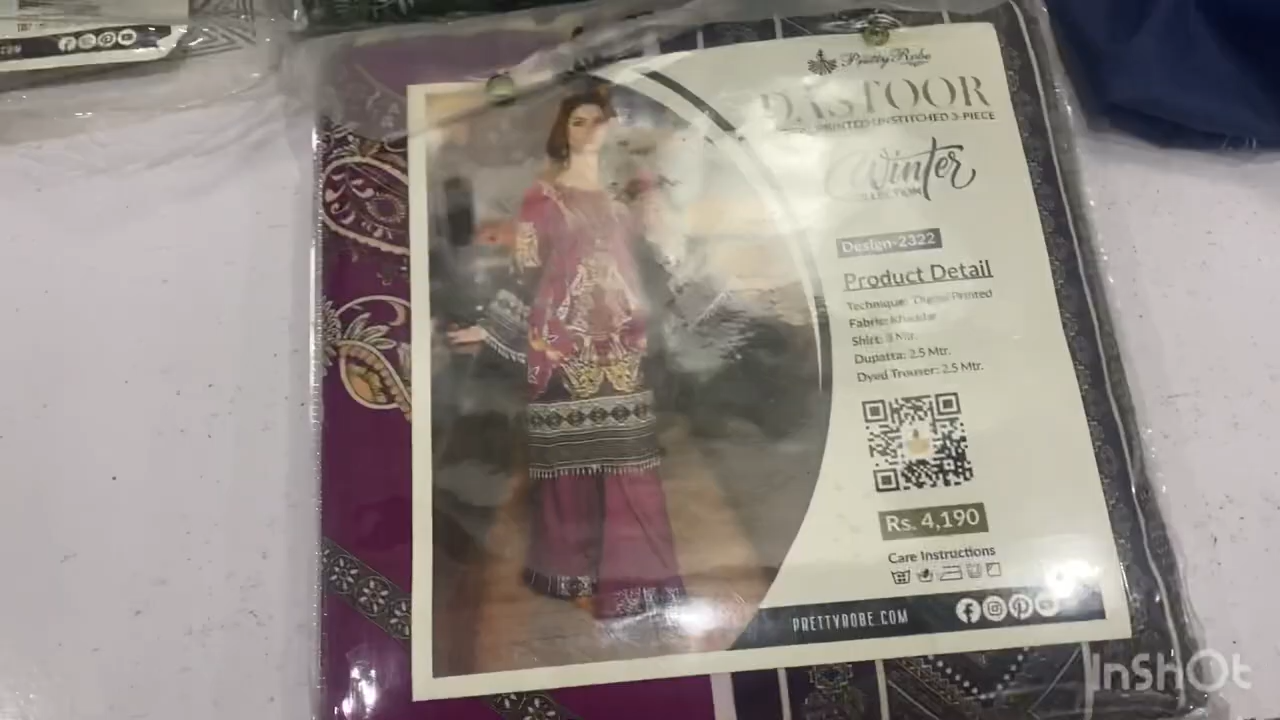 Pretty Robe
DASTOOR
PRINTED UNSTITCHED 3-PIECE
Winter
COLLECTION
Design-2322
Product Detail
Technique: Digital Printed
Fabric: Khaddar
Shirt: 3 Mtr.
Dupatta: 2.5 Mtr.
Dyed Trouser: 2.5 Mtr.
Rs. 4,190
Care Instructions
PRETTYROBE.COM
InShOt